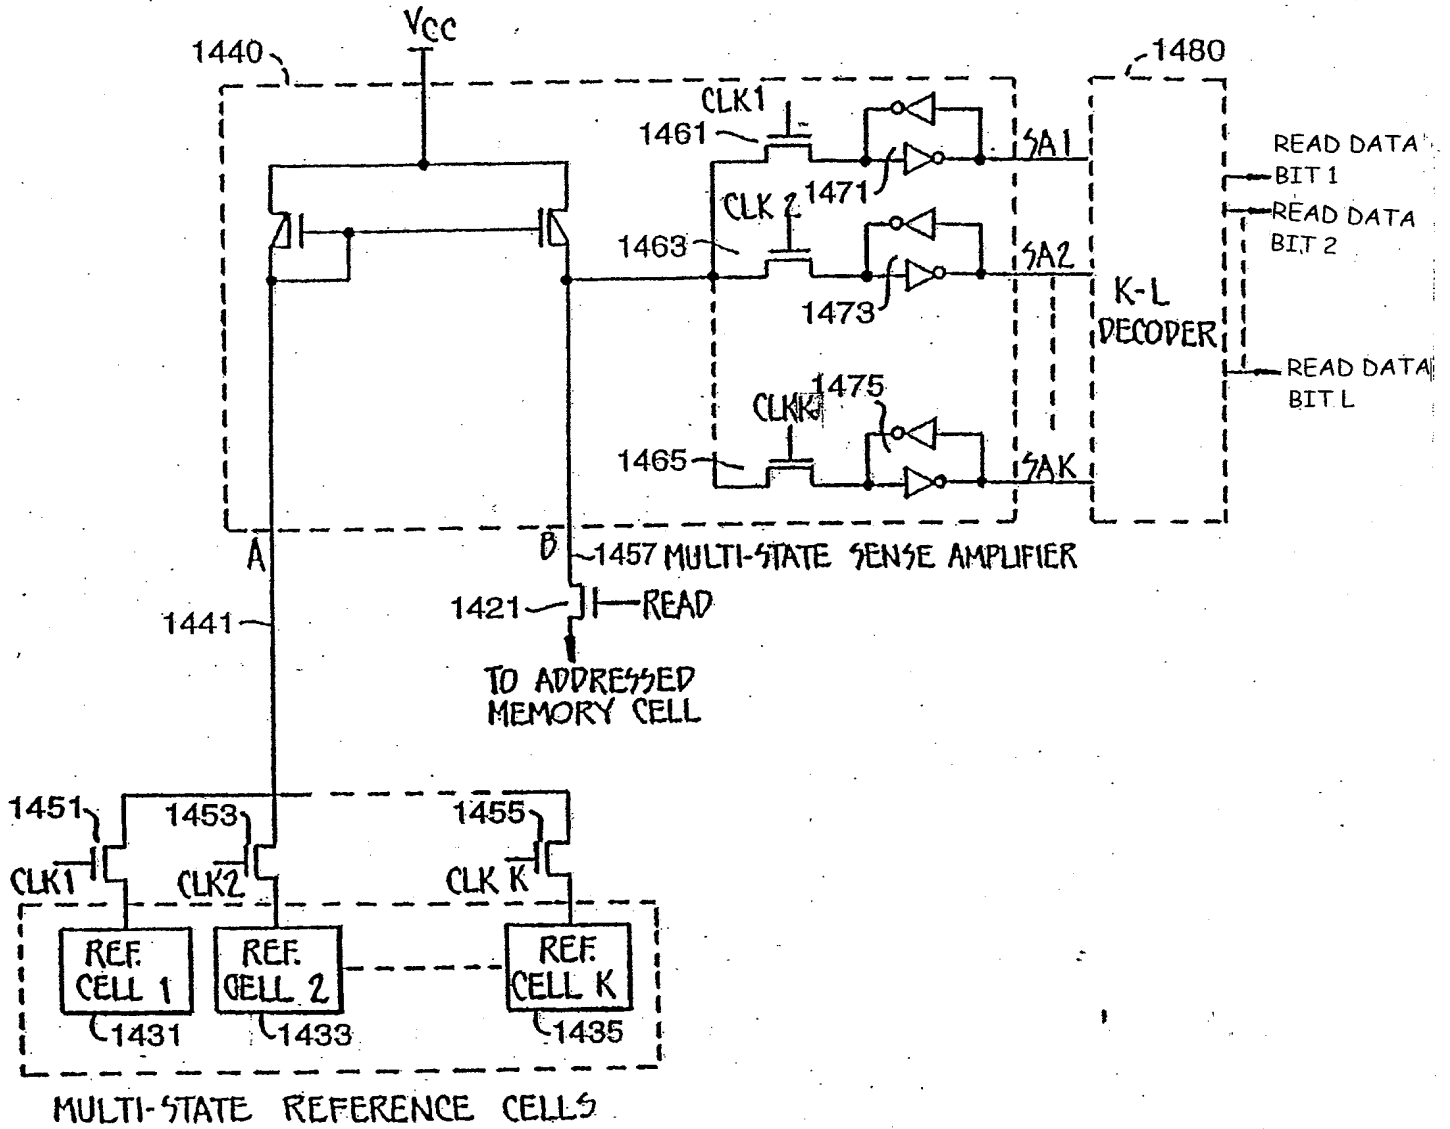 VCC
1440
1480
CLK1
1461
SA1
READ DATA
BIT 1
1471
CLK 2
READ DATA
BIT 2
1463
SA2
1473
K-L
DECODER
READ DATA
BIT L
1475
CLKK
1465
SAK
A
B
1457
MULTI-STATE SENSE AMPLIFIER
1421
READ
1441
TO ADDRESSED
MEMORY CELL
1451
1453
1455
CLK1
CLK2
CLK K
REF.
CELL 1
REF.
CELL 2
REF.
CELL K
1431
1433
1435
MULTI-STATE REFERENCE CELLS